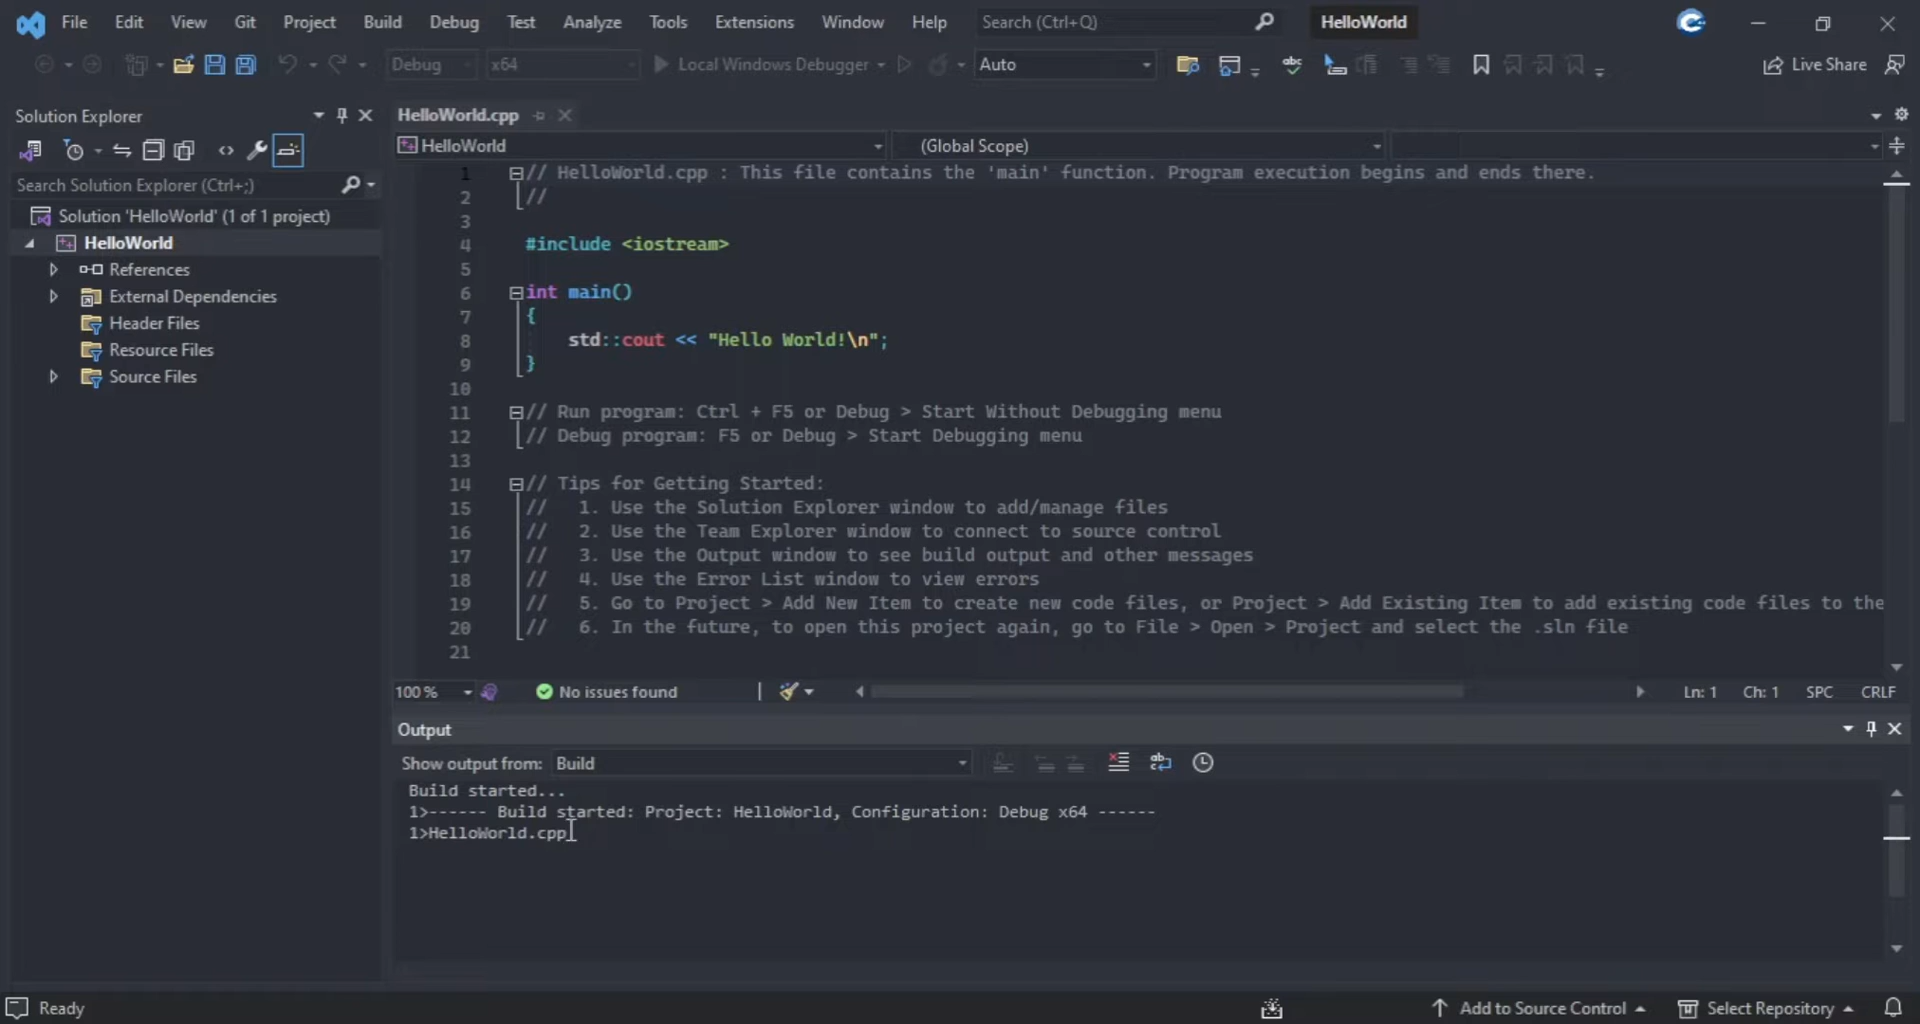 File Edit View Git Project Build Debug Test Analyze Tools Extensions Window Help Search (Ctrl+Q) HelloWorld
Debug x64 Local Windows Debugger Auto Live Share
Solution Explorer
Search Solution Explorer (Ctrl+;)
Solution 'HelloWorld' (1 of 1 project)
HelloWorld
References
External Dependencies
Header Files
Resource Files
Source Files
HelloWorld.cpp
HelloWorld (Global Scope)
1 // HelloWorld.cpp : This file contains the 'main' function. Program execution begins and ends there.
2 //
3
4 #include <iostream>
5
6 int main()
7 {
8 std::cout << "Hello World!\n";
9 }
10
11 // Run program: Ctrl + F5 or Debug > Start Without Debugging menu
12 // Debug program: F5 or Debug > Start Debugging menu
13
14 // Tips for Getting Started:
15 // 1. Use the Solution Explorer window to add/manage files
16 // 2. Use the Team Explorer window to connect to source control
17 // 3. Use the Output window to see build output and other messages
18 // 4. Use the Error List window to view errors
19 // 5. Go to Project > Add New Item to create new code files, or Project > Add Existing Item to add existing code files to the
20 // 6. In the future, to open this project again, go to File > Open > Project and select the .sln file
21
100 % No issues found Ln: 1 Ch: 1 SPC CRLF
Output
Show output from: Build
Build started...
1>------ Build started: Project: HelloWorld, Configuration: Debug x64 ------
1>HelloWorld.cpp
Ready Add to Source Control Select Repository